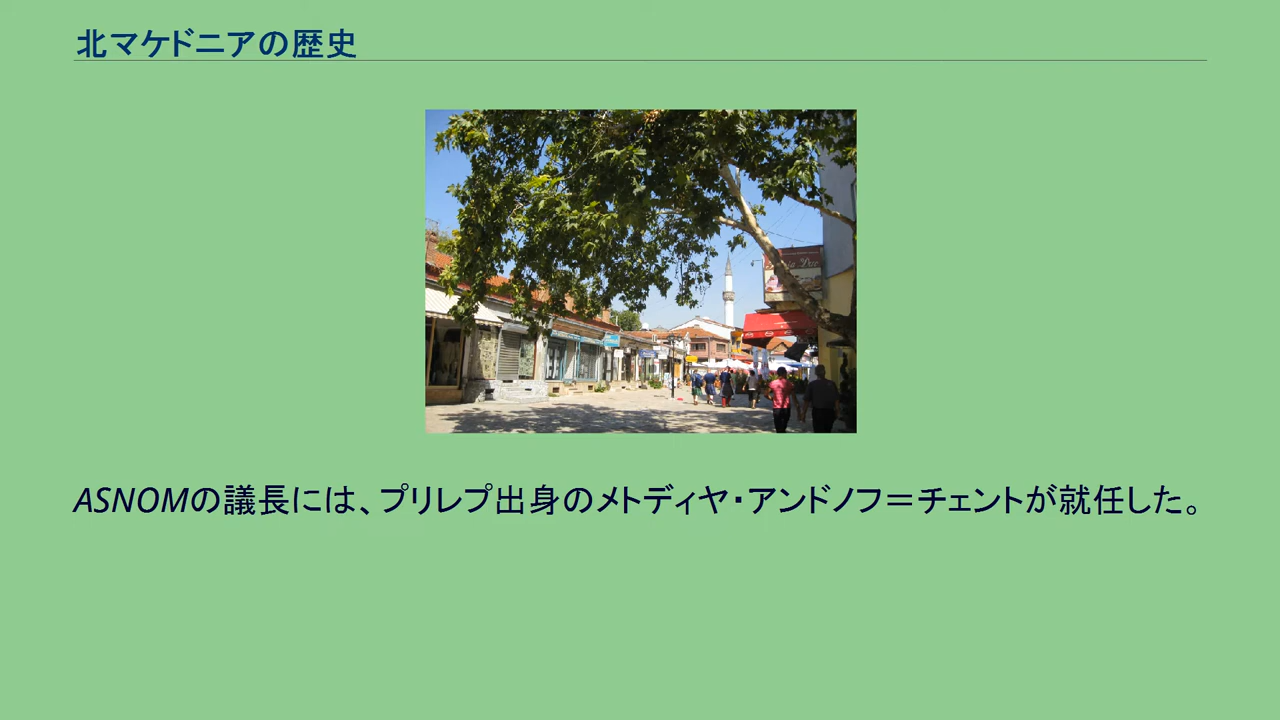 北マケドニアの歴史
ASNOMの議長には、プリレプ出身のメトディヤ・アンドノフ＝チェントが就任した。